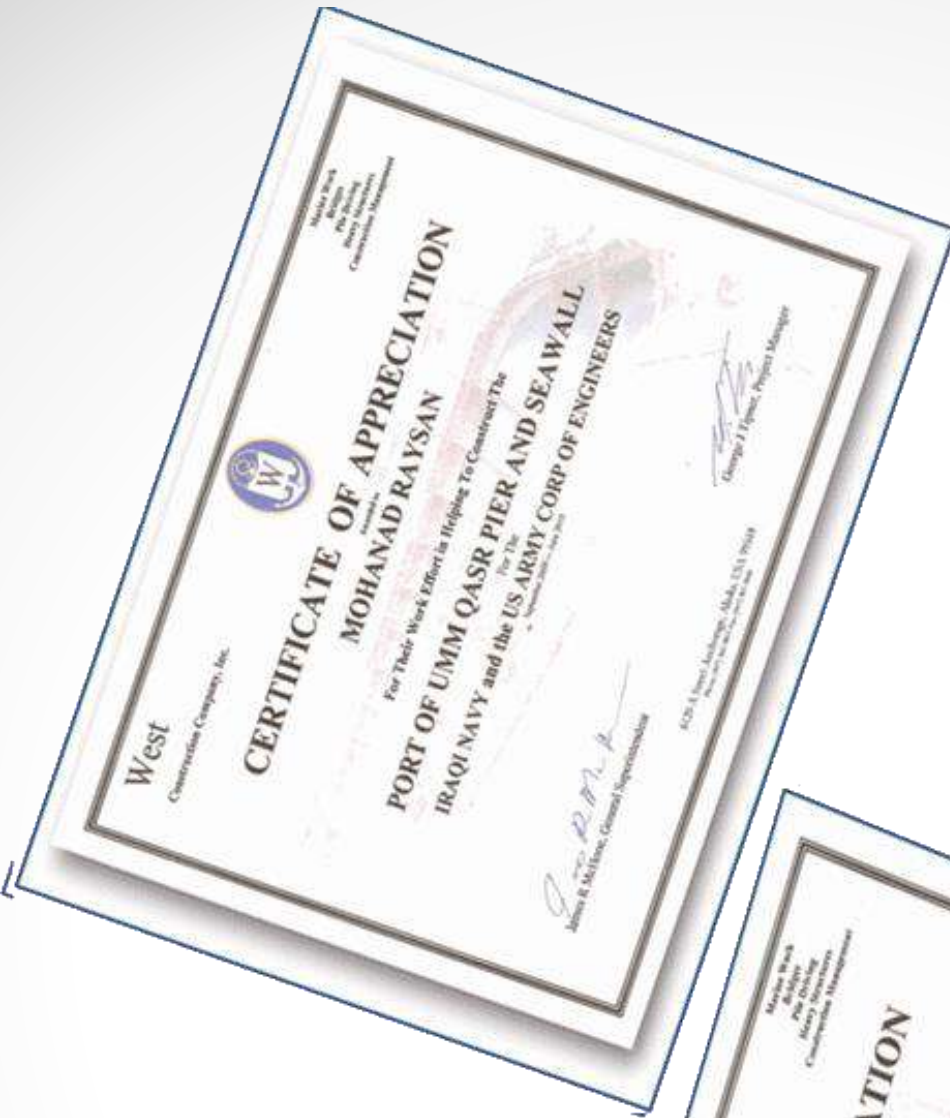 West
Construction Company, Inc.
W
Marine Work
Bridges
Pile Driving
Heavy Structures
Construction Management
CERTIFICATE OF APPRECIATION
MOHANAD RAYSAN
For Their Work Effort in Helping To Construct The
PORT OF UMM QASR PIER AND SEAWALL
For The
IRAQI NAVY and the US ARMY CORP OF ENGINEERS
General Superintendent
George J Tipner, Project Manager
Anchorage, USA
Marine Work
Bridges
Pile Driving
Heavy Structures
Construction Management
ATION